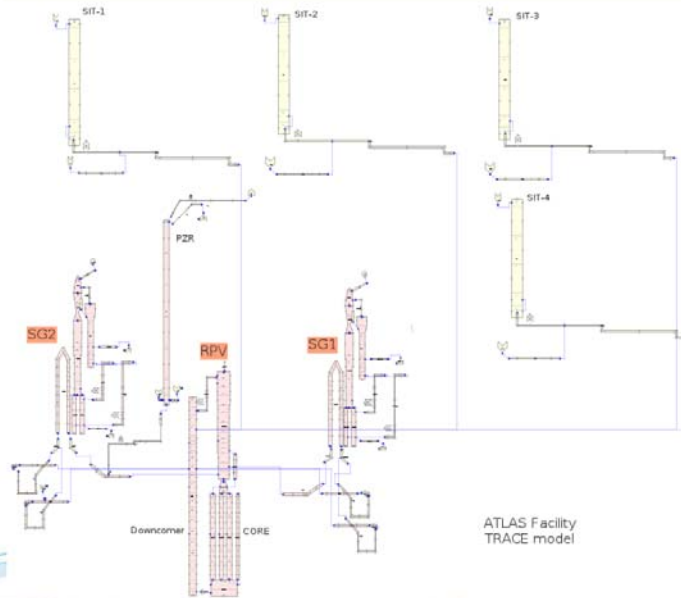 SIT-1
SIT-2
SIT-3
SIT-4
PZR
SG2
RPV
SG1
Downcomer
CORE
ATLAS Facility
TRACE model